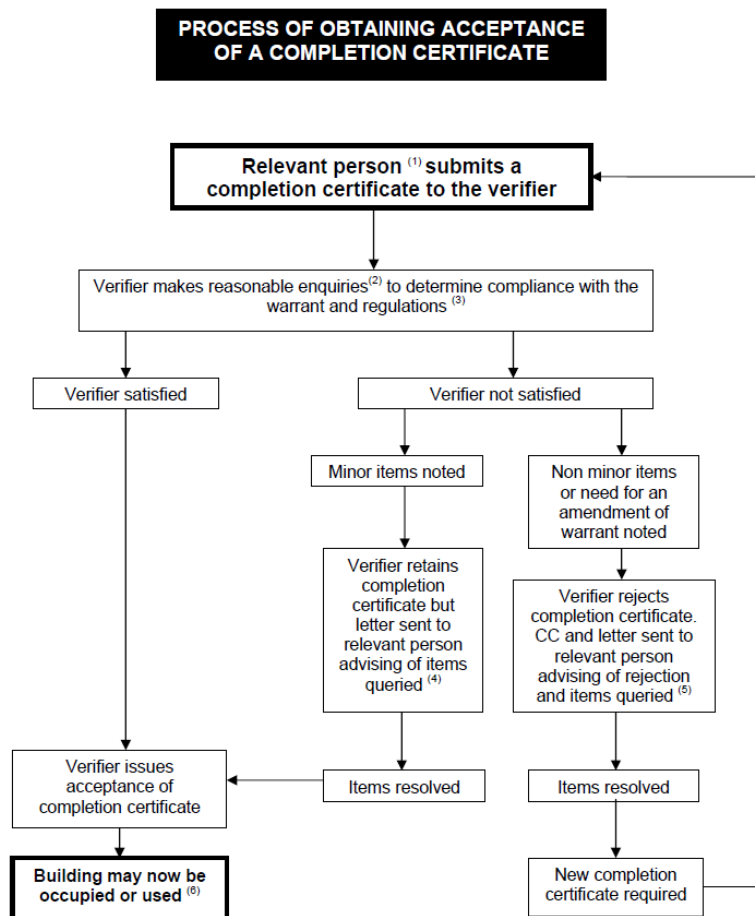 PROCESS OF OBTAINING ACCEPTANCE
OF A COMPLETION CERTIFICATE
Relevant person (1) submits a
completion certificate to the verifier
Verifier makes reasonable enquiries(2) to determine compliance with the
warrant and regulations (3)
Verifier satisfied
Verifier not satisfied
Minor items noted
Non minor items
or need for an
amendment of
warrant noted
Verifier retains
completion
certificate but
letter sent to
relevant person
advising of items
queried (4)
Verifier rejects
completion certificate.
CC and letter sent to
relevant person
advising of rejection
and items queried (5)
Verifier issues
acceptance of
completion certificate
Items resolved
Items resolved
Building may now be
occupied or used (6)
New completion
certificate required